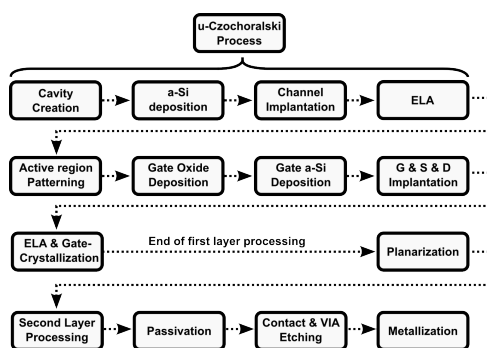 u-Czochralski
Process
Cavity
Creation
a-Si
deposition
Channel
Implantation
ELA
Active region
Patterning
Gate Oxide
Deposition
Gate a-Si
Deposition
G & S & D
Implantation
ELA & Gate-
Crystallization
End of first layer processing
Planarization
Second Layer
Processing
Passivation
Contact & VIA
Etching
Metallization